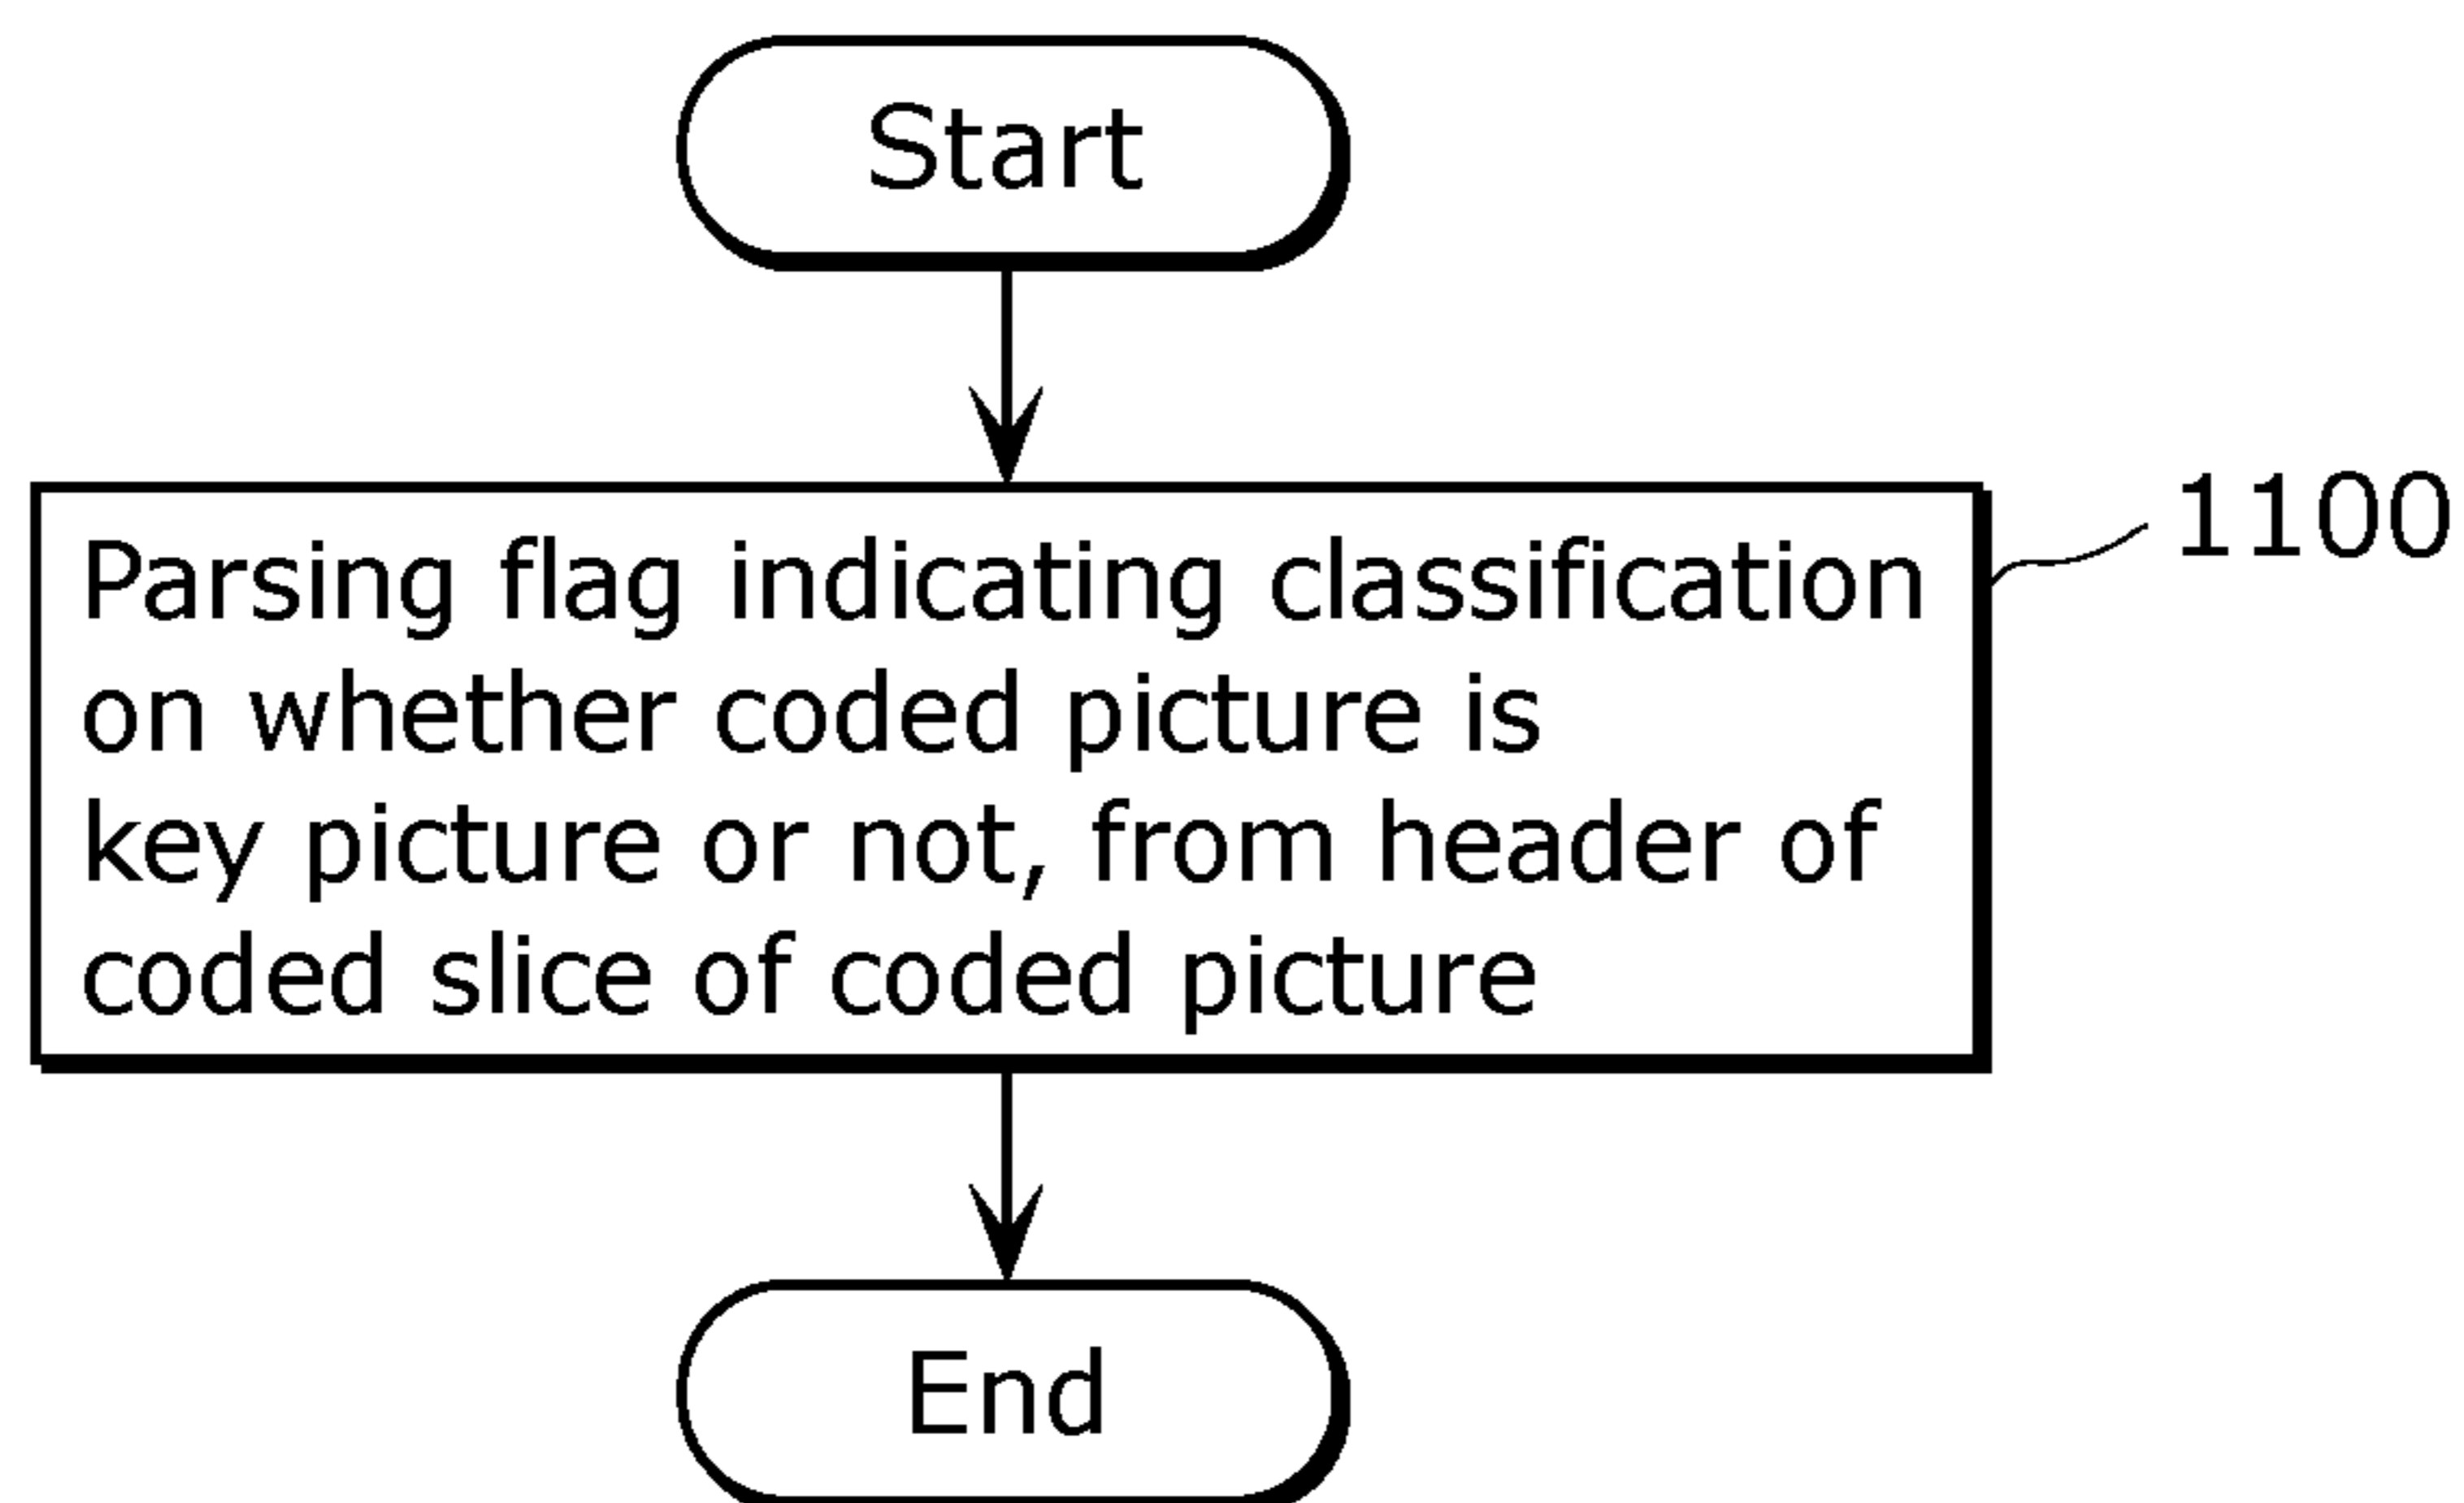 Start
1100
Parsing flag indicating classification
on whether coded picture is
key picture or not, from header of
coded slice of coded picture
End